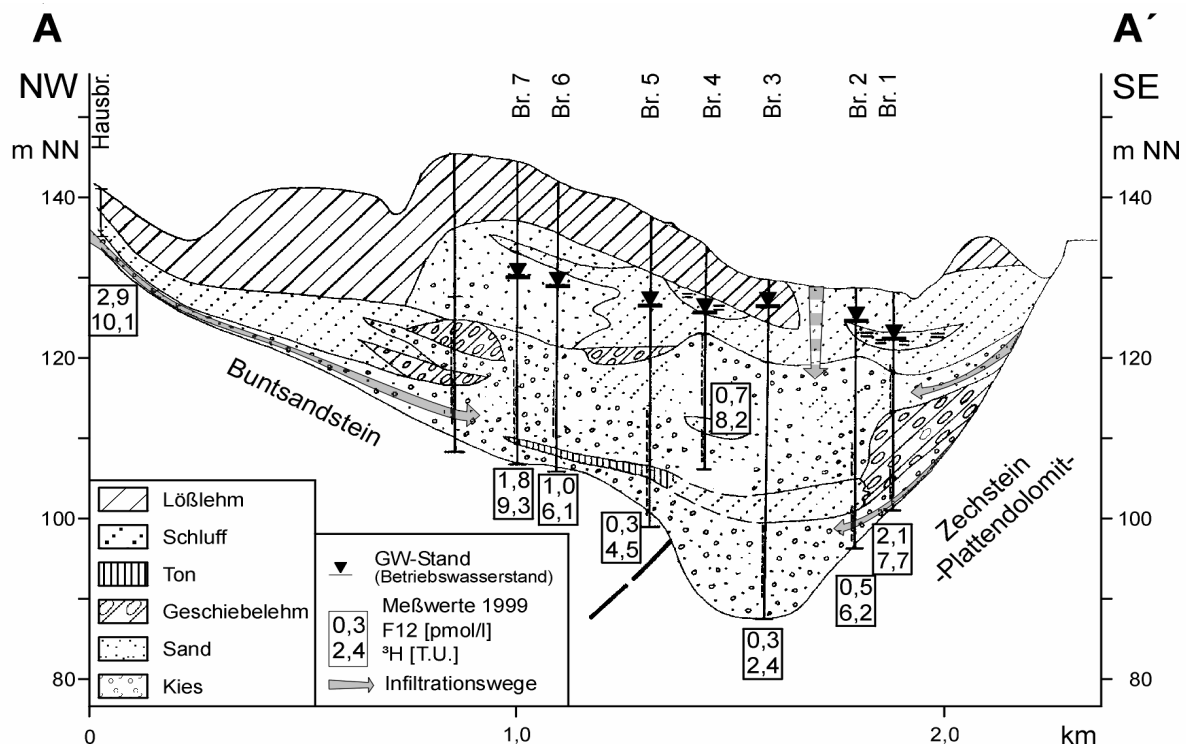 A
A´
NW
SE
Hausbr.
Br. 7
Br. 6
Br. 5
Br. 4
Br. 3
Br. 2
Br. 1
m NN
m NN
140
140
120
120
100
100
80
80
2,9
10,1
Buntsandstein
0,7
8,2
1,8
9,3
1,0
6,1
0,3
4,5
2,1
7,7
0,5
6,2
0,3
2,4
Zechstein
-Plattendolomit-
Lößlehm
Schluff
Ton
Geschiebelehm
Sand
Kies
GW-Stand
(Betriebswasserstand)
Meßwerte 1999
0,3
2,4
F12 [pmol/l]
³H [T.U.]
Infiltrationswege
0
1,0
2,0
km